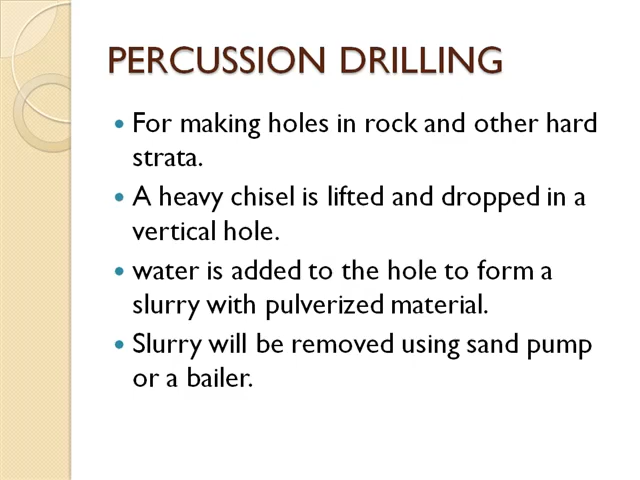 PERCUSSION DRILLING
• For making holes in rock and other hard
strata.
• A heavy chisel is lifted and dropped in a
vertical hole.
• water is added to the hole to form a
slurry with pulverized material.
• Slurry will be removed using sand pump
or a bailer.